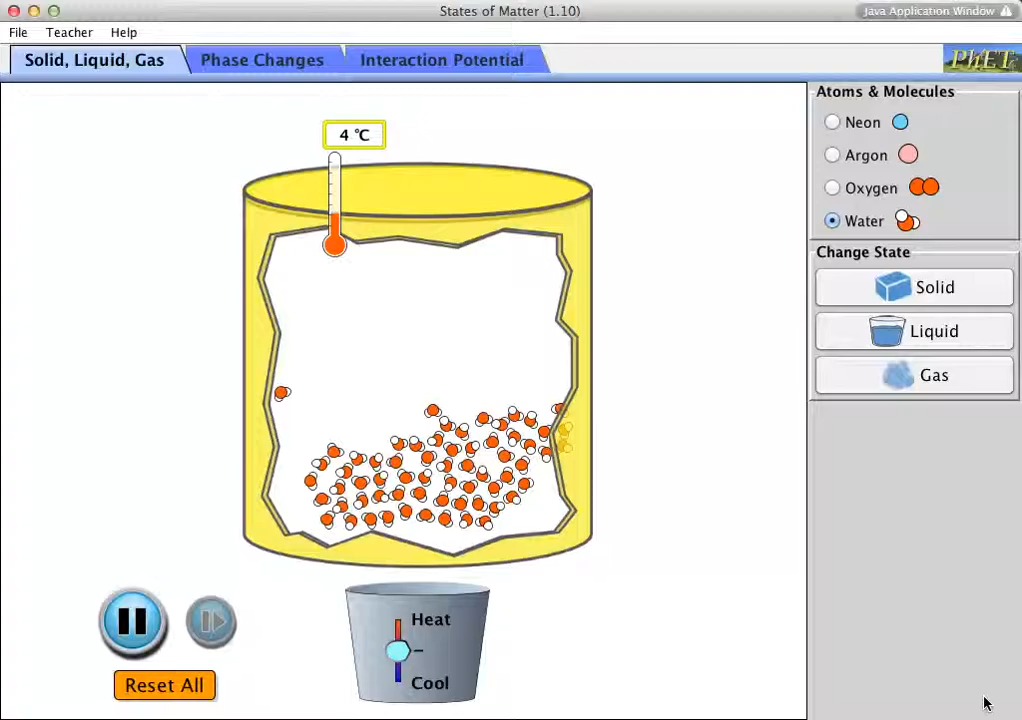 States of Matter (1.10)
Java Application Window
File Teacher Help
Solid, Liquid, Gas Phase Changes Interaction Potential
PhET
Atoms & Molecules
4 °C
Neon
Argon
Oxygen
Water
Change State
Solid
Liquid
Gas
Heat
Cool
Reset All